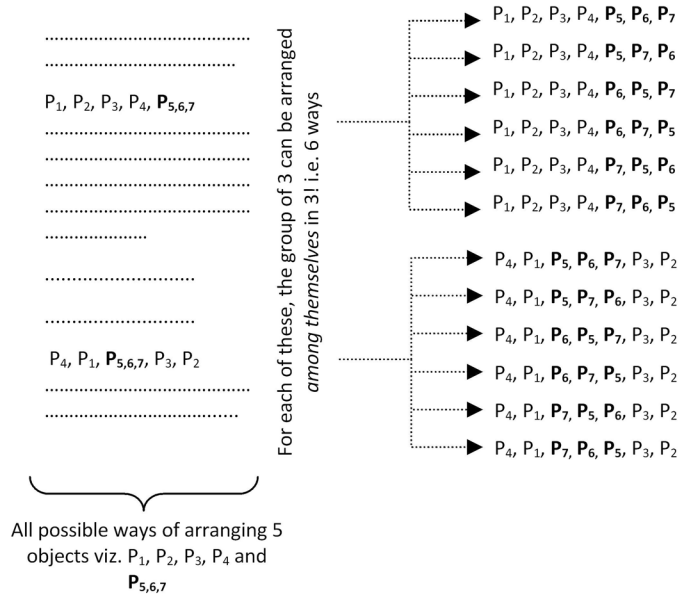 P₁, P₂, P₃, P₄, P₅,₆,₇
P₄, P₁, P₅,₆,₇, P₃, P₂
All possible ways of arranging 5
objects viz. P₁, P₂, P₃, P₄ and
P₅,₆,₇
For each of these, the group of 3 can be arranged
among themselves in 3! i.e. 6 ways
P₁, P₂, P₃, P₄, P₅, P₆, P₇
P₁, P₂, P₃, P₄, P₅, P₇, P₆
P₁, P₂, P₃, P₄, P₆, P₅, P₇
P₁, P₂, P₃, P₄, P₆, P₇, P₅
P₁, P₂, P₃, P₄, P₇, P₅, P₆
P₁, P₂, P₃, P₄, P₇, P₆, P₅
P₄, P₁, P₅, P₆, P₇, P₃, P₂
P₄, P₁, P₅, P₇, P₆, P₃, P₂
P₄, P₁, P₆, P₅, P₇, P₃, P₂
P₄, P₁, P₆, P₇, P₅, P₃, P₂
P₄, P₁, P₇, P₅, P₆, P₃, P₂
P₄, P₁, P₇, P₆, P₅, P₃, P₂